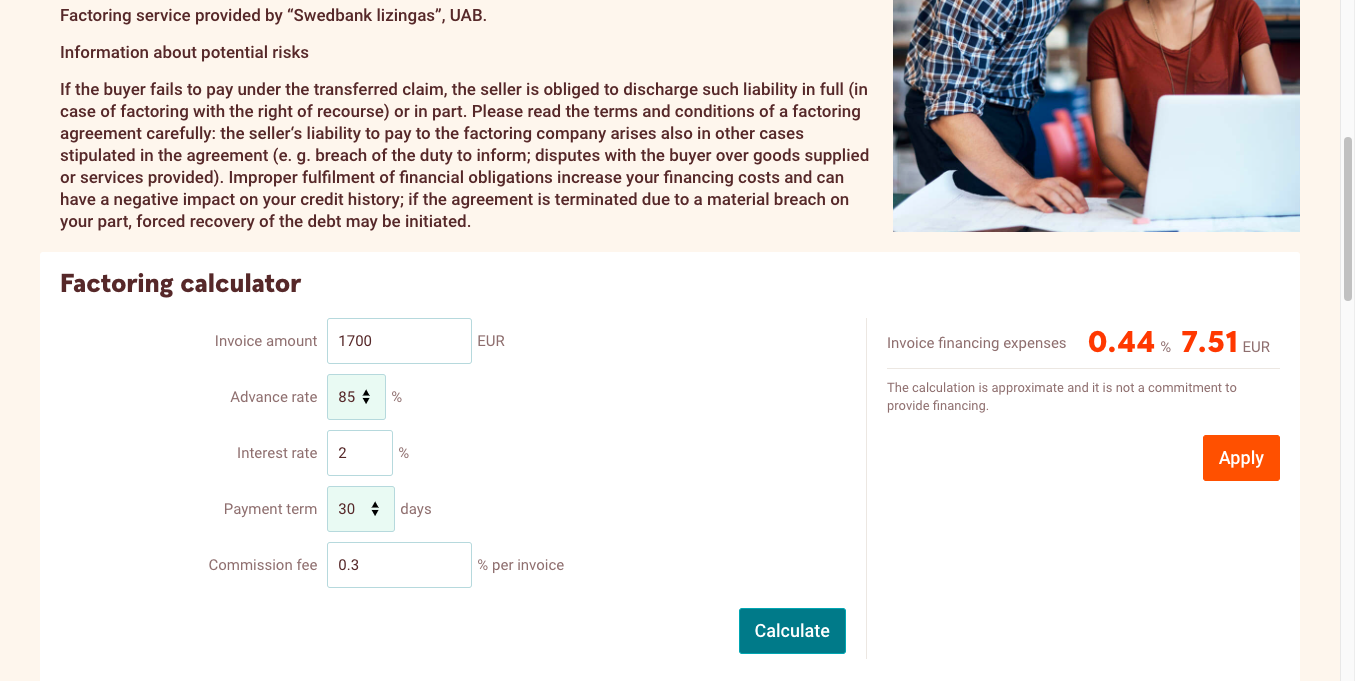 Factoring service provided by “Swedbank lizingas”, UAB.
Information about potential risks
If the buyer fails to pay under the transferred claim, the seller is obliged to discharge such liability in full (in
case of factoring with the right of recourse) or in part. Please read the terms and conditions of a factoring
agreement carefully: the seller‘s liability to pay to the factoring company arises also in other cases
stipulated in the agreement (e. g. breach of the duty to inform; disputes with the buyer over goods supplied
or services provided). Improper fulfilment of financial obligations increase your financing costs and can
have a negative impact on your credit history; if the agreement is terminated due to a material breach on
your part, forced recovery of the debt may be initiated.
Factoring calculator
Invoice amount 1700 EUR
Advance rate 85 %
Interest rate 2 %
Payment term 30 days
Commission fee 0.3 % per invoice
Calculate
Invoice financing expenses 0.44 % 7.51 EUR
The calculation is approximate and it is not a commitment to
provide financing.
Apply